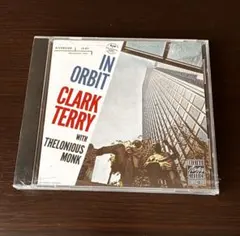 IN
ORBIT
CLARK
TERRY
WITH
THELONIOUS
MONK